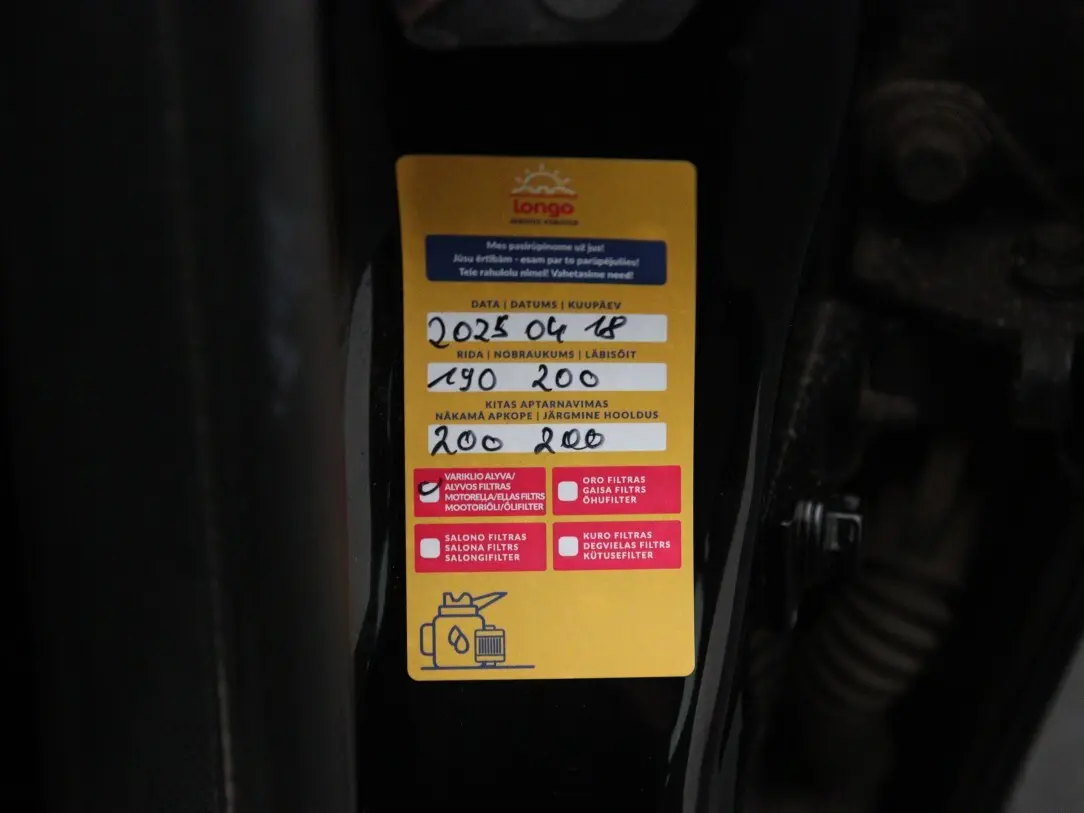 longo
Mes pasirūpinome už jus!
Jūsu ērtībām - esam par to parūpējušies!
Teie rahulolu nimel! Vahetasime need!
DATA | DATUMS | KUUPÄEV
2025 04 18
RIDA | NOBRAUKUMS | LÄBISÕIT
190 200
KITAS APTARNAVIMAS
NĀKAMĀ APKOPE | JÄRGMINE HOOLDUS
200 200
VARIKLIO ALYVA/
ALYVOS FILTRAS
MOTOREĻĻA/EĻĻAS FILTRS
MOOTORIÕLI/ÕLIFILTER
ORO FILTRAS
GAISA FILTRS
ÕHUFILTER
SALONO FILTRAS
SALONA FILTRS
SALONGIFILTER
KURO FILTRAS
DEGVIELAS FILTRS
KÜTUSEFILTER